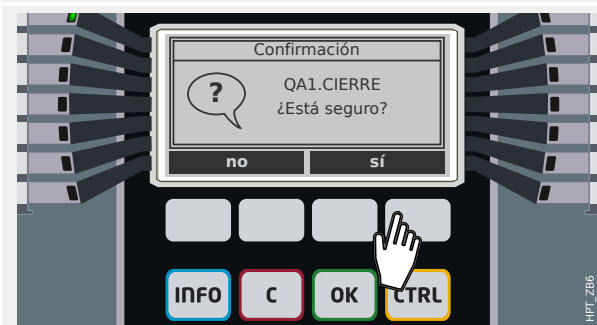 Confirmación
QA1.CIERRE
¿Está seguro?
no sí
INFO C OK CTRL
HPT_ZB6